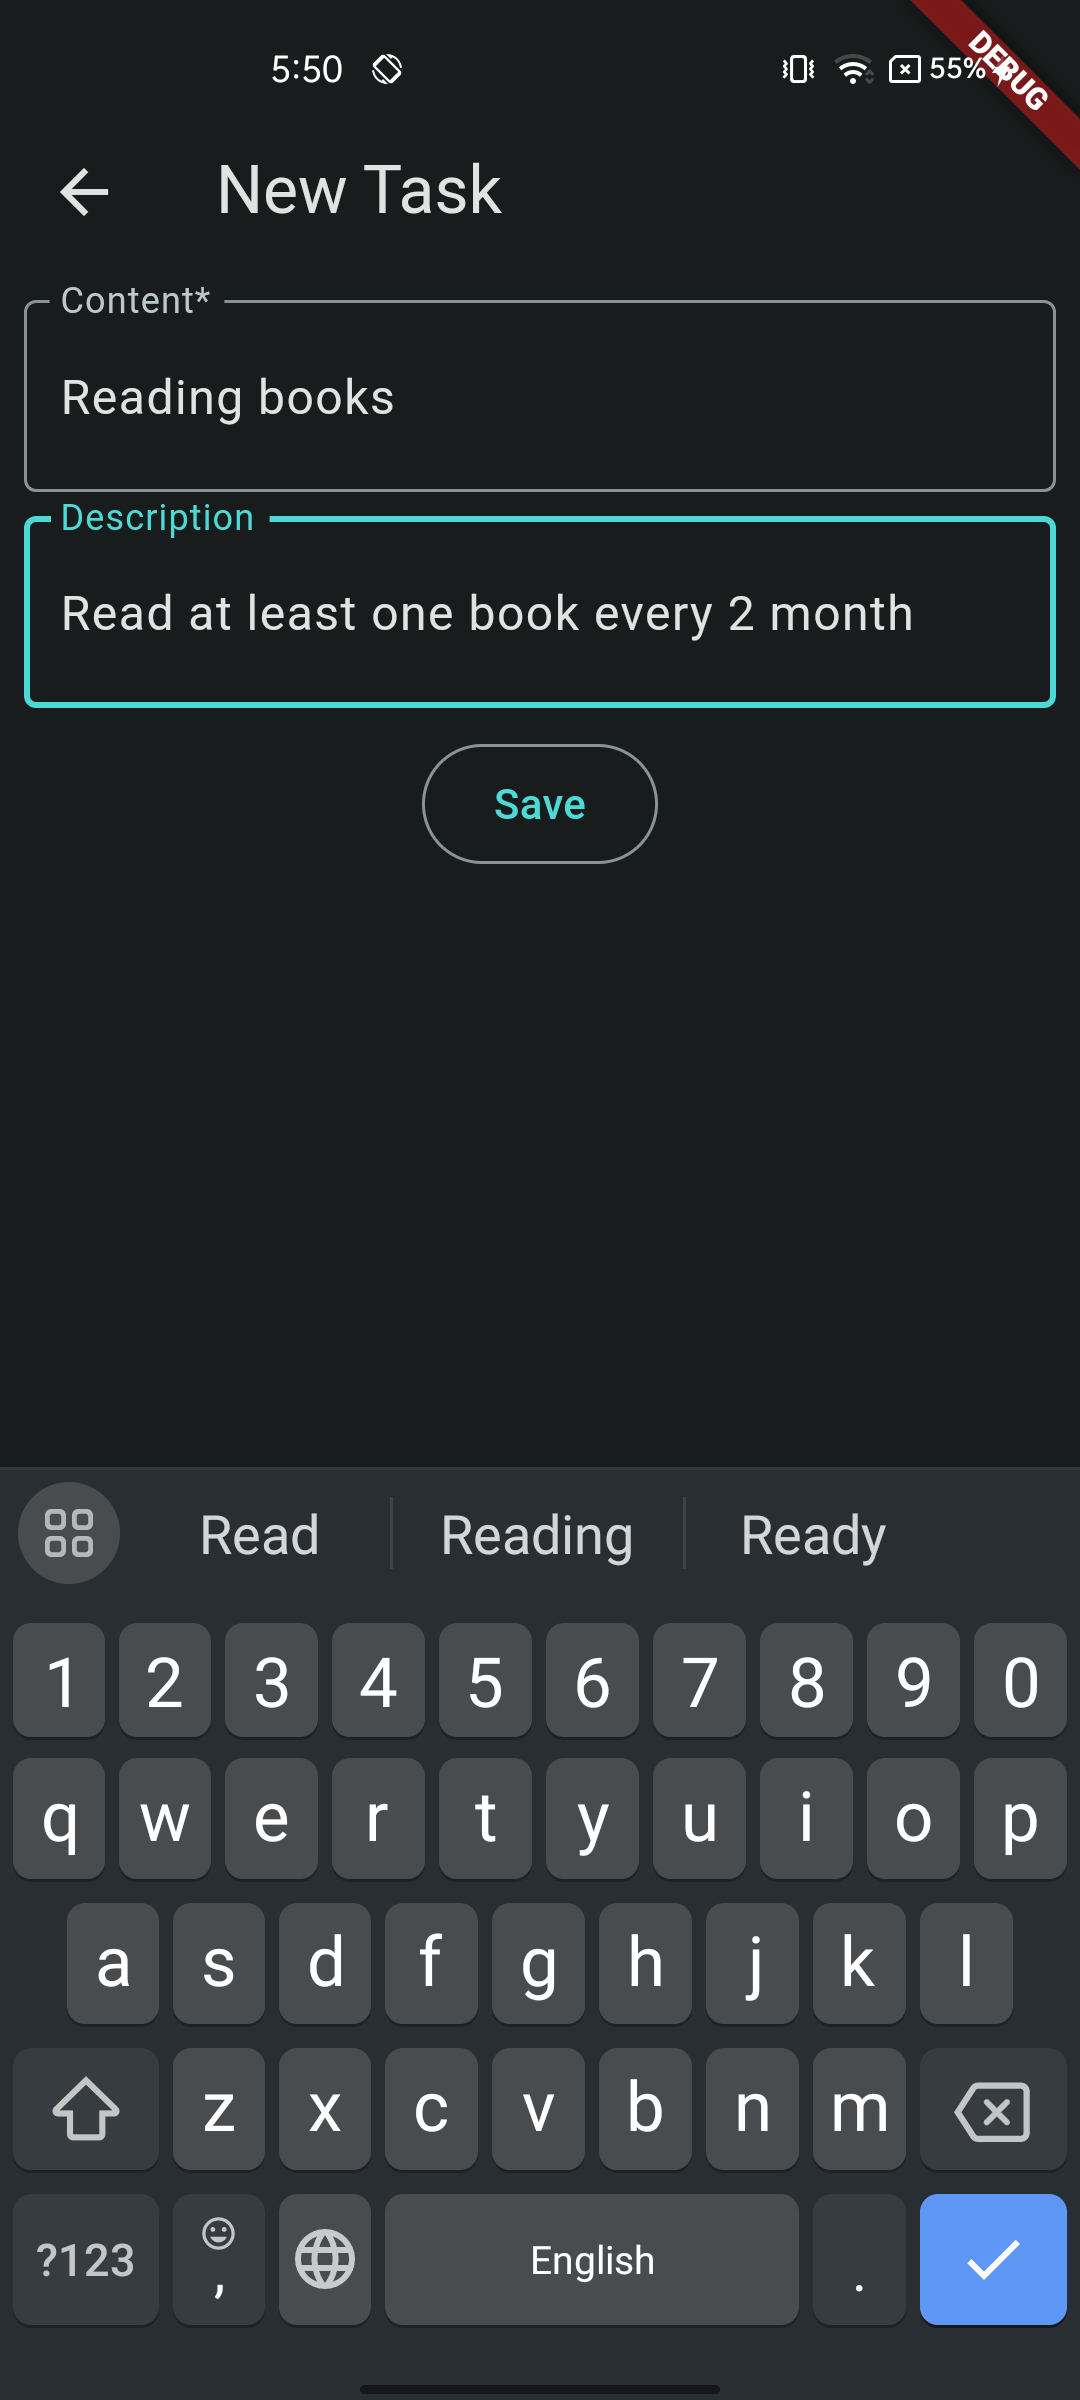 5:50
55%
DEBUG
New Task
Content*
Reading books
Description
Read at least one book every 2 month
Save
Read Reading Ready
1 2 3 4 5 6 7 8 9 0
q w e r t y u i o p
a s d f g h j k l
z x c v b n m
?123 , English .